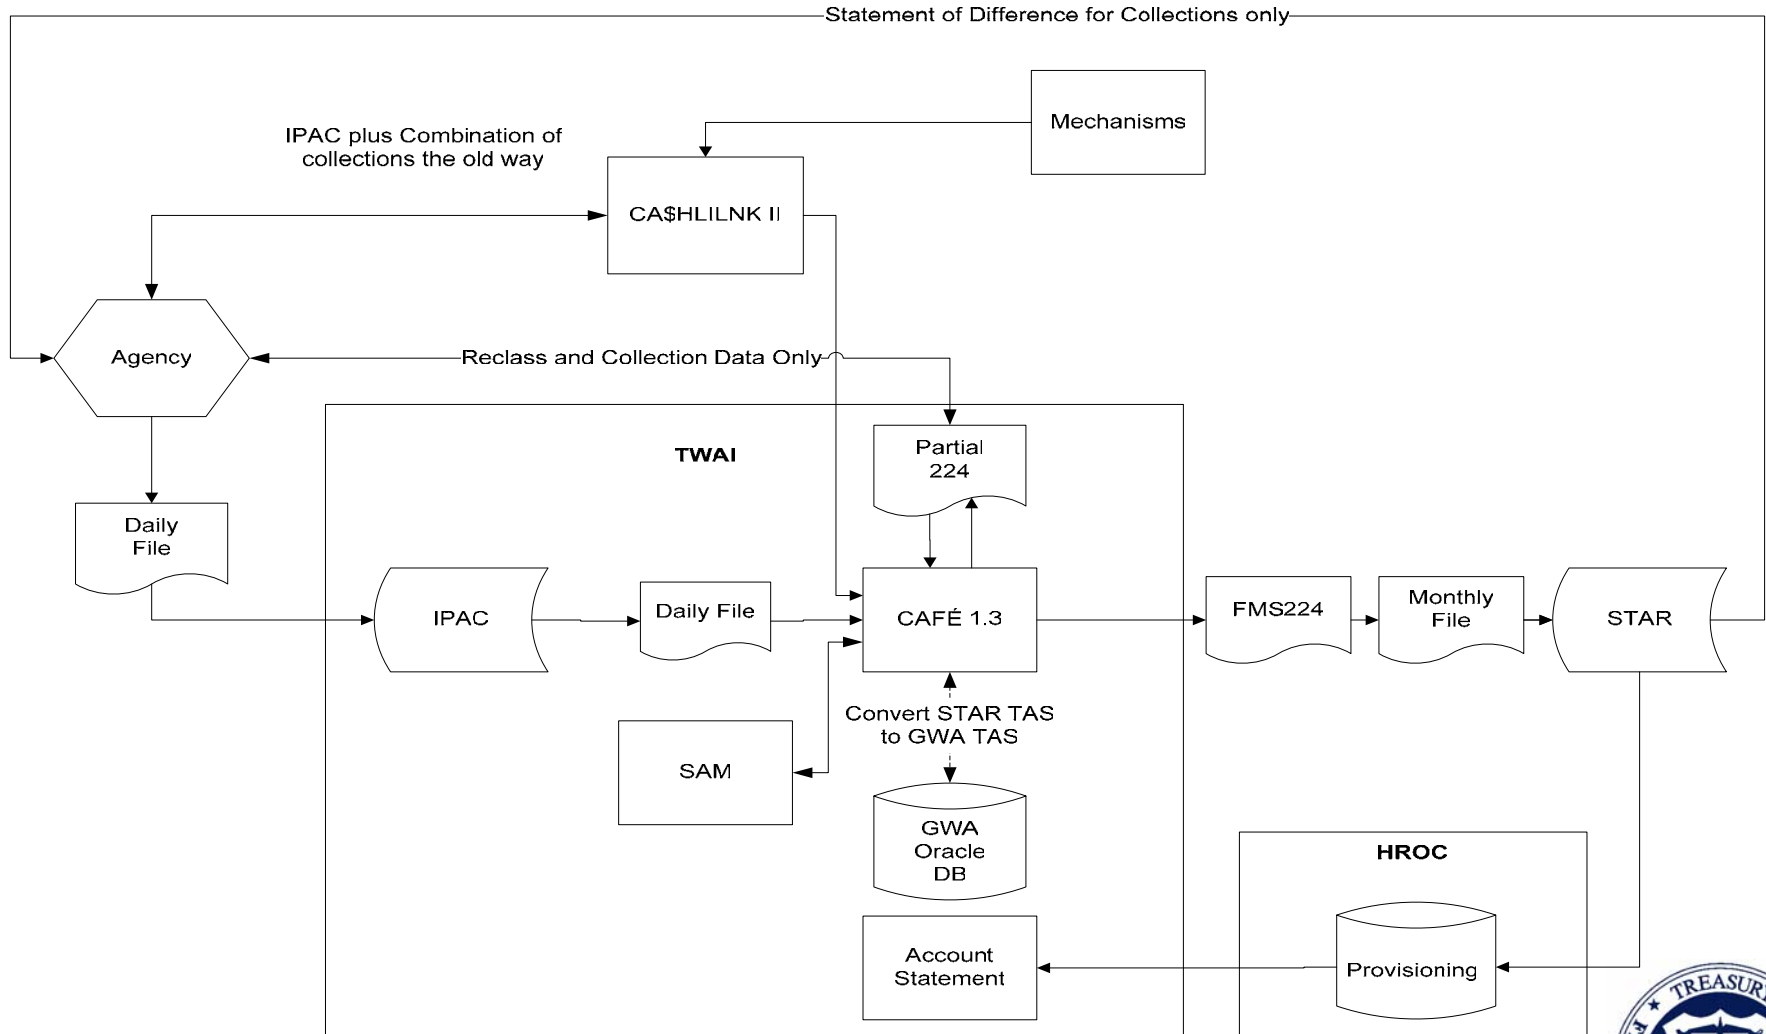 Statement of Difference for Collections only
Mechanisms
IPAC plus Combination of
collections the old way
CA$HLILNK II
Agency
Reclass and Collection Data Only
TWAI
Partial
224
Daily
File
IPAC
Daily File
CAFÉ 1.3
FMS224
Monthly
File
STAR
Convert STAR TAS
to GWA TAS
SAM
GWA
Oracle
DB
HROC
Account
Statement
Provisioning